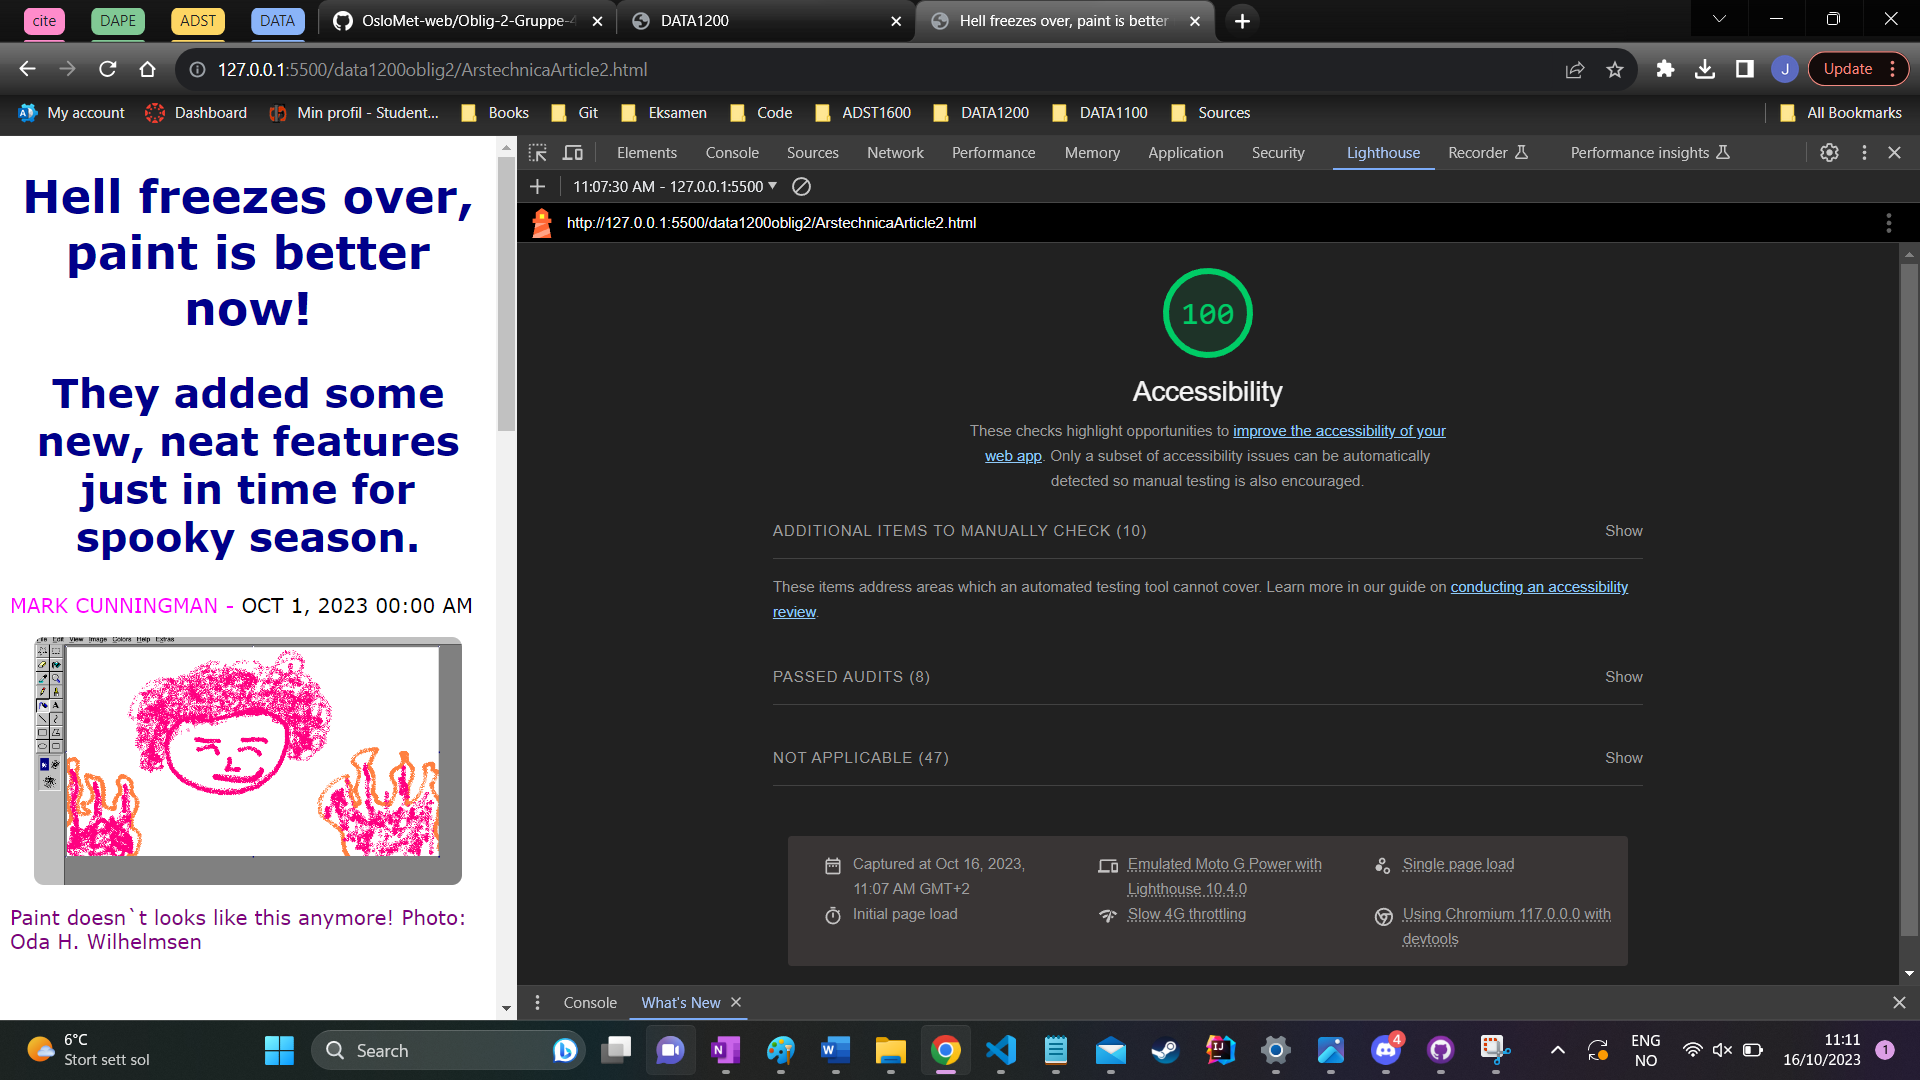 cite
DAPE
ADST
DATA
OsloMet-web/Oblig-2-Gruppe-4
DATA1200
Hell freezes over, paint is better
127.0.0.1:5500/data1200oblig2/ArstechnicaArticle2.html
J
Update
My account
Dashboard
Min profil - Student...
Books
Git
Eksamen
Code
ADST1600
DATA1200
DATA1100
Sources
All Bookmarks
Elements
Console
Sources
Network
Performance
Memory
Application
Security
Lighthouse
Recorder
Performance insights
11:07:30 AM - 127.0.0.1:5500
http://127.0.0.1:5500/data1200oblig2/ArstechnicaArticle2.html
Hell freezes over,
paint is better
now!
They added some
new, neat features
just in time for
spooky season.
MARK CUNNINGMAN - OCT 1, 2023 00:00 AM
Edit View Image Colors Help Extras
Paint doesn`t looks like this anymore! Photo:
Oda H. Wilhelmsen
100
Accessibility
These checks highlight opportunities to improve the accessibility of your
web app. Only a subset of accessibility issues can be automatically
detected so manual testing is also encouraged.
ADDITIONAL ITEMS TO MANUALLY CHECK (10)
Show
These items address areas which an automated testing tool cannot cover. Learn more in our guide on conducting an accessibility
review.
PASSED AUDITS (8)
Show
NOT APPLICABLE (47)
Show
Captured at Oct 16, 2023,
11:07 AM GMT+2
Emulated Moto G Power with
Lighthouse 10.4.0
Single page load
Initial page load
Slow 4G throttling
Using Chromium 117.0.0.0 with
devtools
Console
What's New
6°C
Stort sett sol
Search
4
ENG
NO
11:11
16/10/2023
1